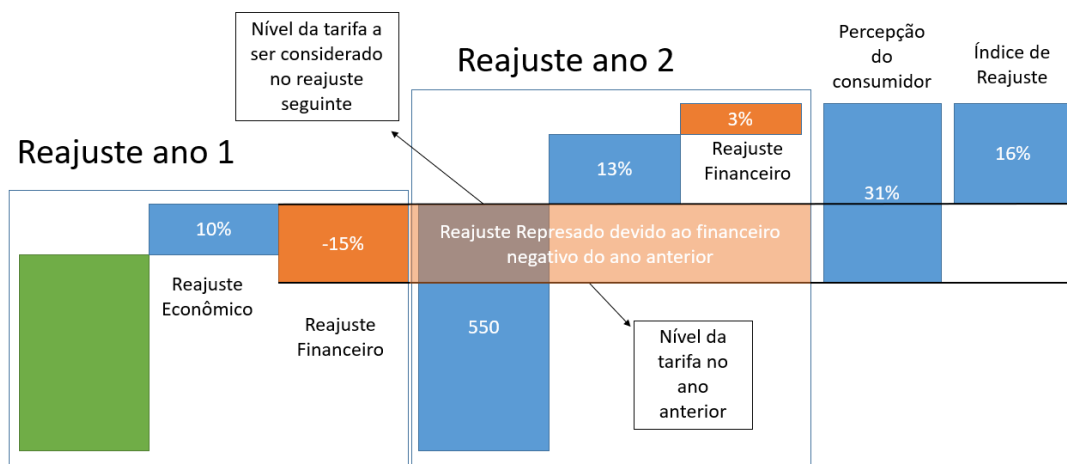 Reajuste ano 1
10%
-15%
Reajuste
Econômico
Reajuste
Financeiro
Nível da tarifa a
ser considerado
no reajuste
seguinte
Reajuste ano 2
3%
13%
Reajuste
Financeiro
Reajuste Represado devido ao financeiro
negativo do ano anterior
550
Nível da
tarifa no
ano
anterior
Percepção
do
consumidor
31%
Índice de
Reajuste
16%